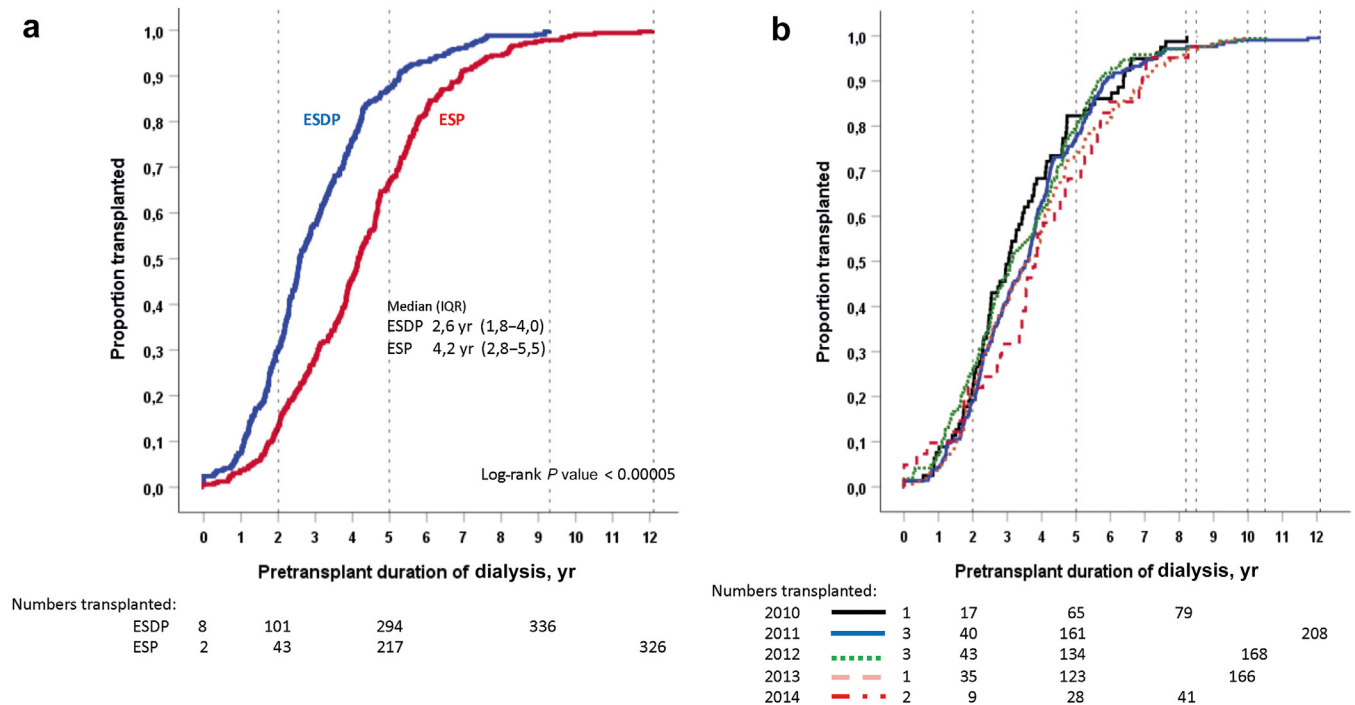 a
1,0
0,9
0,8
0,7
0,6
0,5
0,4
0,3
0,2
0,1
0,0
Proportion transplanted
ESDP
ESP
Median (IQR)
ESDP 2,6 yr (1,8–4,0)
ESP 4,2 yr (2,8–5,5)
Log-rank P value < 0.00005
0 1 2 3 4 5 6 7 8 9 10 11 12
Pretransplant duration of dialysis, yr
Numbers transplanted:
ESDP 8 101 294 336
ESP 2 43 217 326
b
1,0
0,9
0,8
0,7
0,6
0,5
0,4
0,3
0,2
0,1
0,0
Proportion transplanted
0 1 2 3 4 5 6 7 8 9 10 11 12
Pretransplant duration of dialysis, yr
Numbers transplanted:
2010 1 17 65 79
2011 3 40 161 208
2012 3 43 134 168
2013 1 35 123 166
2014 2 9 28 41